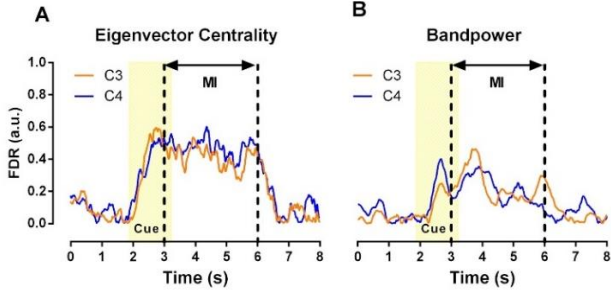 A
Eigenvector Centrality
C3
C4
MI
Cue
FDR (a.u.)
1.0
0.8
0.6
0.4
0.2
0.0
0 1 2 3 4 5 6 7 8
Time (s)
B
Bandpower
C3
C4
MI
Cue
0 1 2 3 4 5 6 7 8
Time (s)